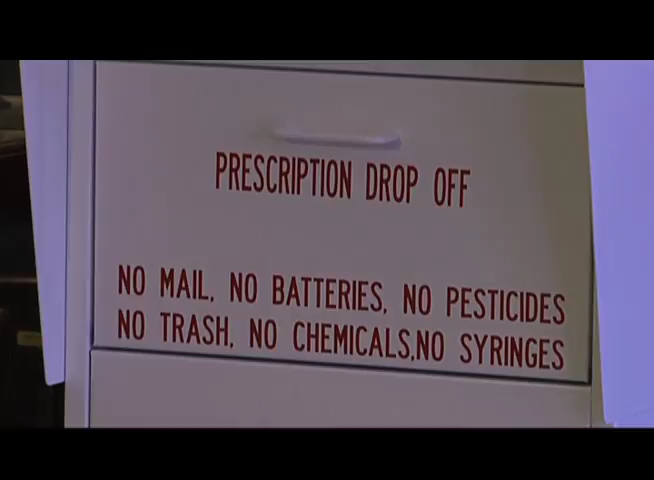 PRESCRIPTION DROP OFF
NO MAIL, NO BATTERIES, NO PESTICIDES
NO TRASH, NO CHEMICALS,NO SYRINGES